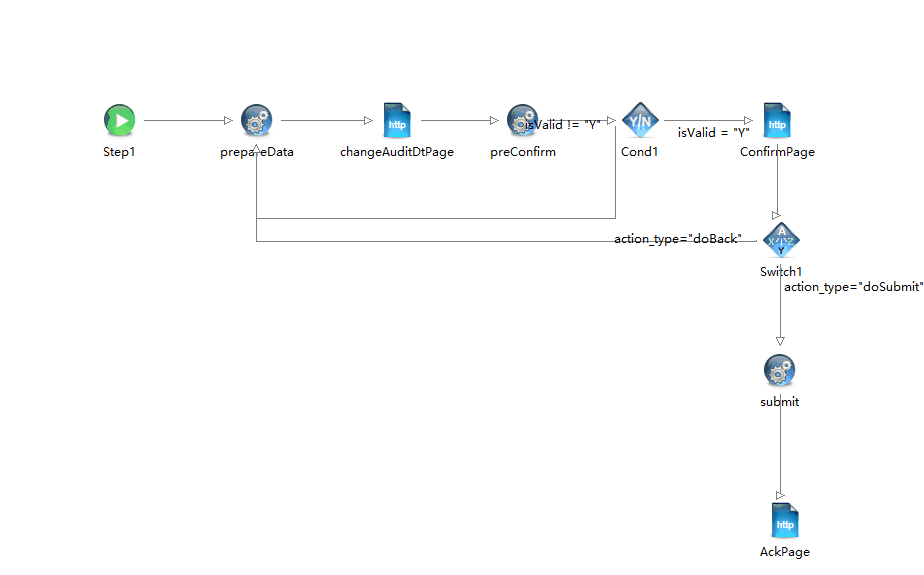 http
isValid != "Y"
Y/N
isValid = "Y"
http
Step1
prepareData
changeAuditDtPage
preConfirm
Cond1
ConfirmPage
action_type="doBack"
A
X
Z
Y
Switch1
action_type="doSubmit"
submit
http
AckPage